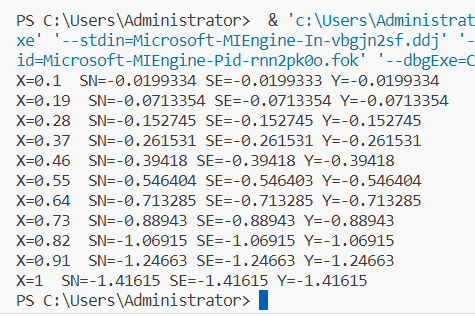 PS C:\Users\Administrator>  & 'c:\Users\Administrat
xe' '--stdin=Microsoft-MIEngine-In-vbgjn2sf.ddj' '-
id=Microsoft-MIEngine-Pid-rnn2pk0o.fok' '--dbgExe=C
X=0.1  SN=-0.0199334 SE=-0.0199333 Y=-0.0199334
X=0.19  SN=-0.0713354 SE=-0.0713354 Y=-0.0713354
X=0.28  SN=-0.152745 SE=-0.152745 Y=-0.152745
X=0.37  SN=-0.261531 SE=-0.261531 Y=-0.261531
X=0.46  SN=-0.39418 SE=-0.39418 Y=-0.39418
X=0.55  SN=-0.546404 SE=-0.546403 Y=-0.546404
X=0.64  SN=-0.713285 SE=-0.713285 Y=-0.713285
X=0.73  SN=-0.88943 SE=-0.88943 Y=-0.88943
X=0.82  SN=-1.06915 SE=-1.06915 Y=-1.06915
X=0.91  SN=-1.24663 SE=-1.24663 Y=-1.24663
X=1  SN=-1.41615 SE=-1.41615 Y=-1.41615
PS C:\Users\Administrator>